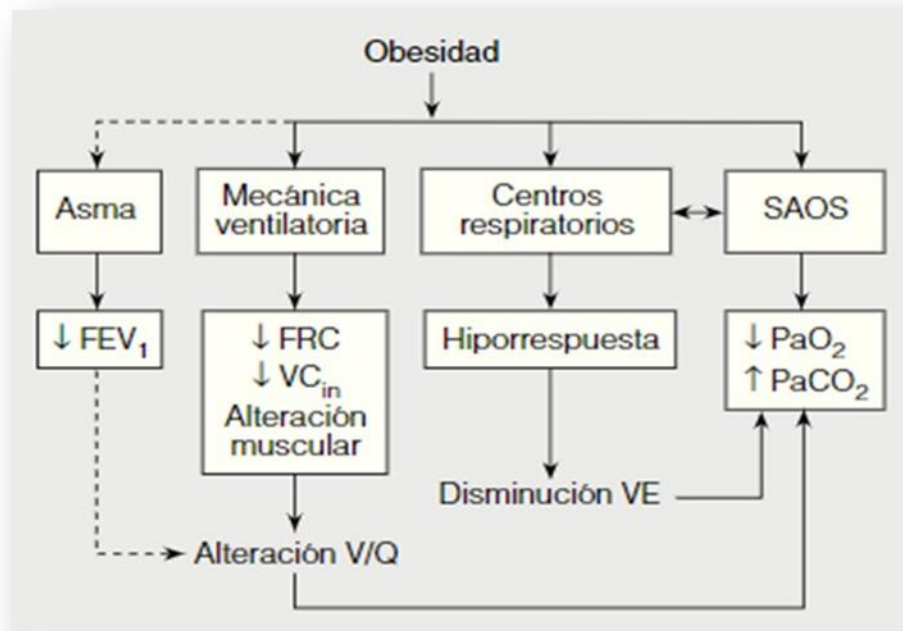 Obesidad
Asma
Mecánica
ventilatoria
Centros
respiratorios
SAOS
↓ FEV₁
↓ FRC
↓ VCᵢₙ
Alteración
muscular
Hiporrespuesta
↓ PaO₂
↑ PaCO₂
Disminución VE
Alteración V/Q